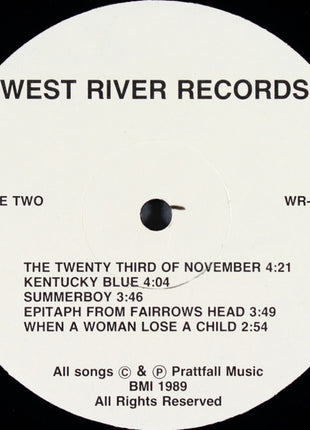 WEST RIVER RECORDS
E TWO
WR-
THE TWENTY THIRD OF NOVEMBER 4:21
KENTUCKY BLUE 4:04
SUMMERBOY 3:46
EPITAPH FROM FAIRROWS HEAD 3:49
WHEN A WOMAN LOSE A CHILD 2:54
All songs © & ℗ Prattfall Music
BMI 1989
All Rights Reserved